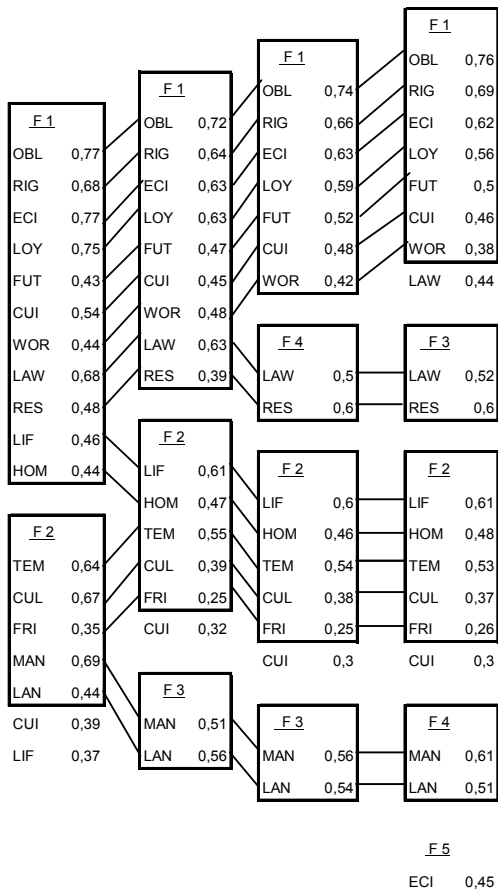 F 1
OBL 0,77
RIG 0,68
ECI 0,77
LOY 0,75
FUT 0,43
CUI 0,54
WOR 0,44
LAW 0,68
RES 0,48
LIF 0,46
HOM 0,44
F 2
TEM 0,64
CUL 0,67
FRI 0,35
MAN 0,69
LAN 0,44
CUI 0,39
LIF 0,37
F 1
OBL 0,72
RIG 0,64
ECI 0,63
LOY 0,63
FUT 0,47
CUI 0,45
WOR 0,48
LAW 0,63
RES 0,39
F 2
LIF 0,61
HOM 0,47
TEM 0,55
CUL 0,39
FRI 0,25
CUI 0,32
F 3
MAN 0,51
LAN 0,56
F 1
OBL 0,74
RIG 0,66
ECI 0,63
LOY 0,59
FUT 0,52
CUI 0,48
WOR 0,42
F 4
LAW 0,5
RES 0,6
F 2
LIF 0,6
HOM 0,46
TEM 0,54
CUL 0,38
FRI 0,25
CUI 0,3
F 3
MAN 0,56
LAN 0,54
F 1
OBL 0,76
RIG 0,69
ECI 0,62
LOY 0,56
FUT 0,5
CUI 0,46
WOR 0,38
LAW 0,44
F 3
LAW 0,52
RES 0,6
F 2
LIF 0,61
HOM 0,48
TEM 0,53
CUL 0,37
FRI 0,26
CUI 0,3
F 4
MAN 0,61
LAN 0,51
F 5
ECI 0,45